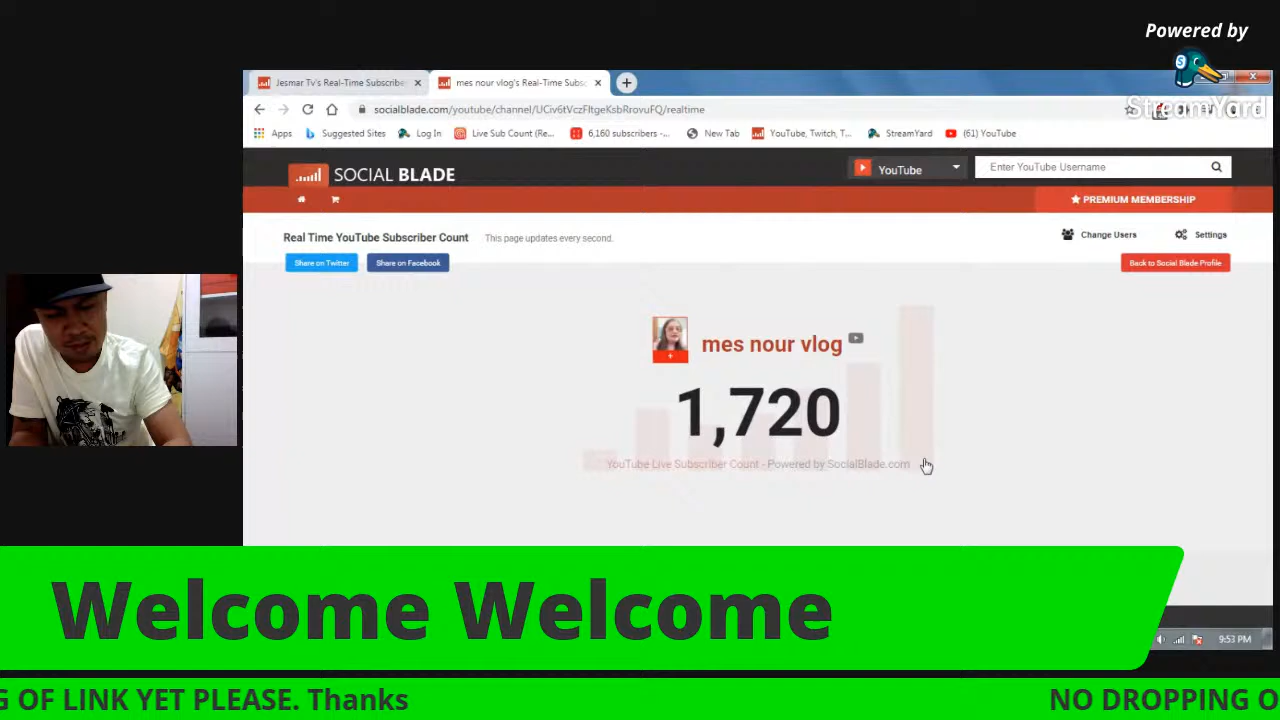 Powered by
StreamYard
Jesmar Tv's Real-Time Subscribe
mes nour vlog's Real-Time Subsc
socialblade.com/youtube/channel/UCiv6tVczFItgeKsbRrovuFQ/realtime
Apps Suggested Sites Log In Live Sub Count (Re... 6,160 subscribers -... New Tab YouTube, Twitch, T... StreamYard (61) YouTube
SOCIAL BLADE
YouTube
Enter YouTube Username
PREMIUM MEMBERSHIP
Real Time YouTube Subscriber Count This page updates every second.
Change Users Settings
Share on Twitter Share on Facebook
Back to Social Blade Profile
mes nour vlog
1,720
YouTube Live Subscriber Count - Powered by SocialBlade.com
Welcome Welcome
9:53 PM
G OF LINK YET PLEASE. Thanks
NO DROPPING O